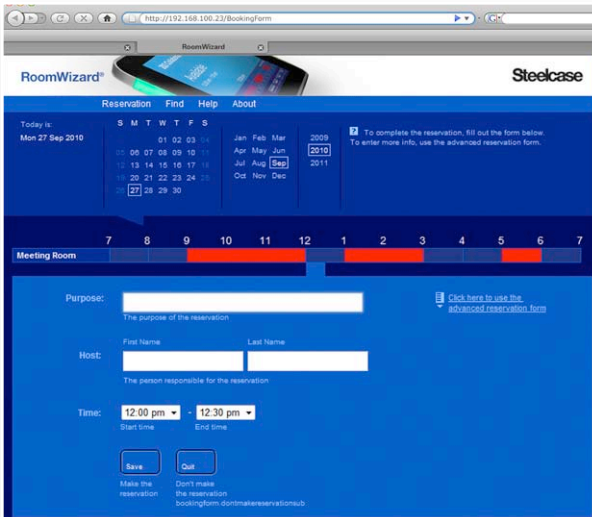 http://192.168.100.23/BookingForm
RoomWizard
RoomWizard®
Available
Steelcase
Reservation Find Help About
Today is:
Mon 27 Sep 2010
S M T W T F S
01 02 03 04
05 06 07 08 09 10 11
12 13 14 15 16 17 18
19 20 21 22 23 24 25
26 27 28 29 30
Jan Feb Mar
Apr May Jun
Jul Aug Sep
Oct Nov Dec
2009
2010
2011
? To complete the reservation, fill out the form below.
To enter more info, use the advanced reservation form.
7 8 9 10 11 12 1 2 3 4 5 6 7
Meeting Room
Purpose:
The purpose of the reservation
Click here to use the
advanced reservation form
First Name Last Name
Host:
The person responsible for the reservation
Time: 12:00 pm - 12:30 pm
Start time End time
Save Quit
Make the
reservation
Don't make
the reservation
bookingform.dontmakereservationsub